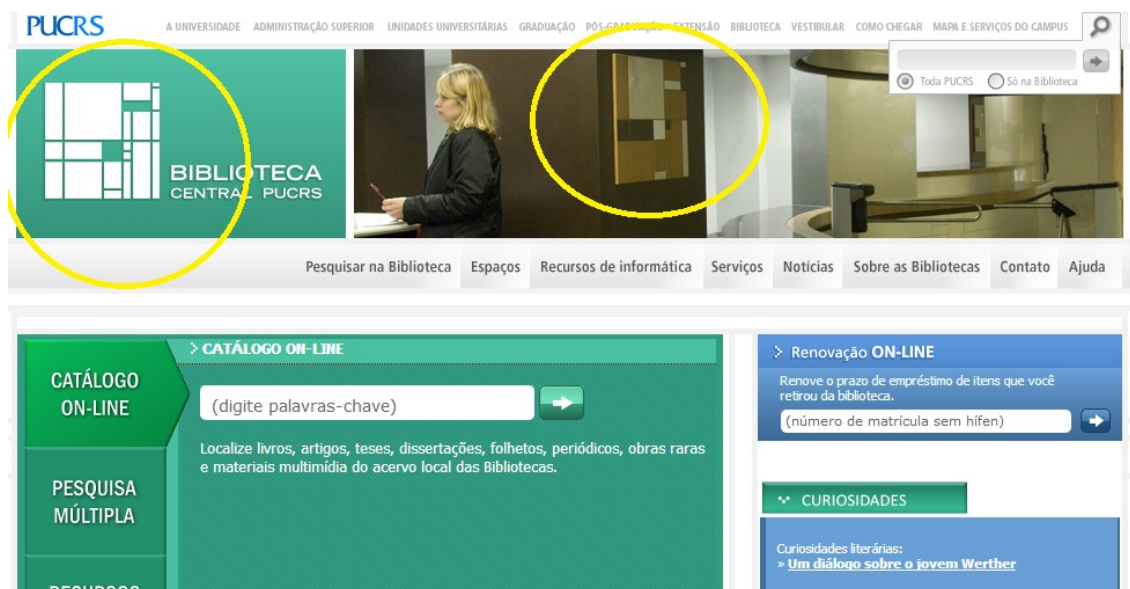 PUCRS
A UNIVERSIDADE ADMINISTRAÇÃO SUPERIOR UNIDADES UNIVERSITÁRIAS GRADUAÇÃO PÓS-GRADUAÇÃO EXTENSÃO BIBLIOTECA VESTIBULAR COMO CHEGAR MAPA E SERVIÇOS DO CAMPUS
Toda PUCRS Só na Biblioteca
BIBLIOTECA
CENTRAL PUCRS
Pesquisar na Biblioteca Espaços Recursos de informática Serviços Notícias Sobre as Bibliotecas Contato Ajuda
CATÁLOGO
ON-LINE
CATÁLOGO ON-LINE
(digite palavras-chave)
Localize livros, artigos, teses, dissertações, folhetos, periódicos, obras raras
e materiais multimídia do acervo local das Bibliotecas.
PESQUISA
MÚLTIPLA
RECURSOS
Renovação ON-LINE
Renove o prazo de empréstimo de itens que você
retirou da biblioteca.
(número de matrícula sem hífen)
CURIOSIDADES
Curiosidades literárias:
» Um diálogo sobre o jovem Werther